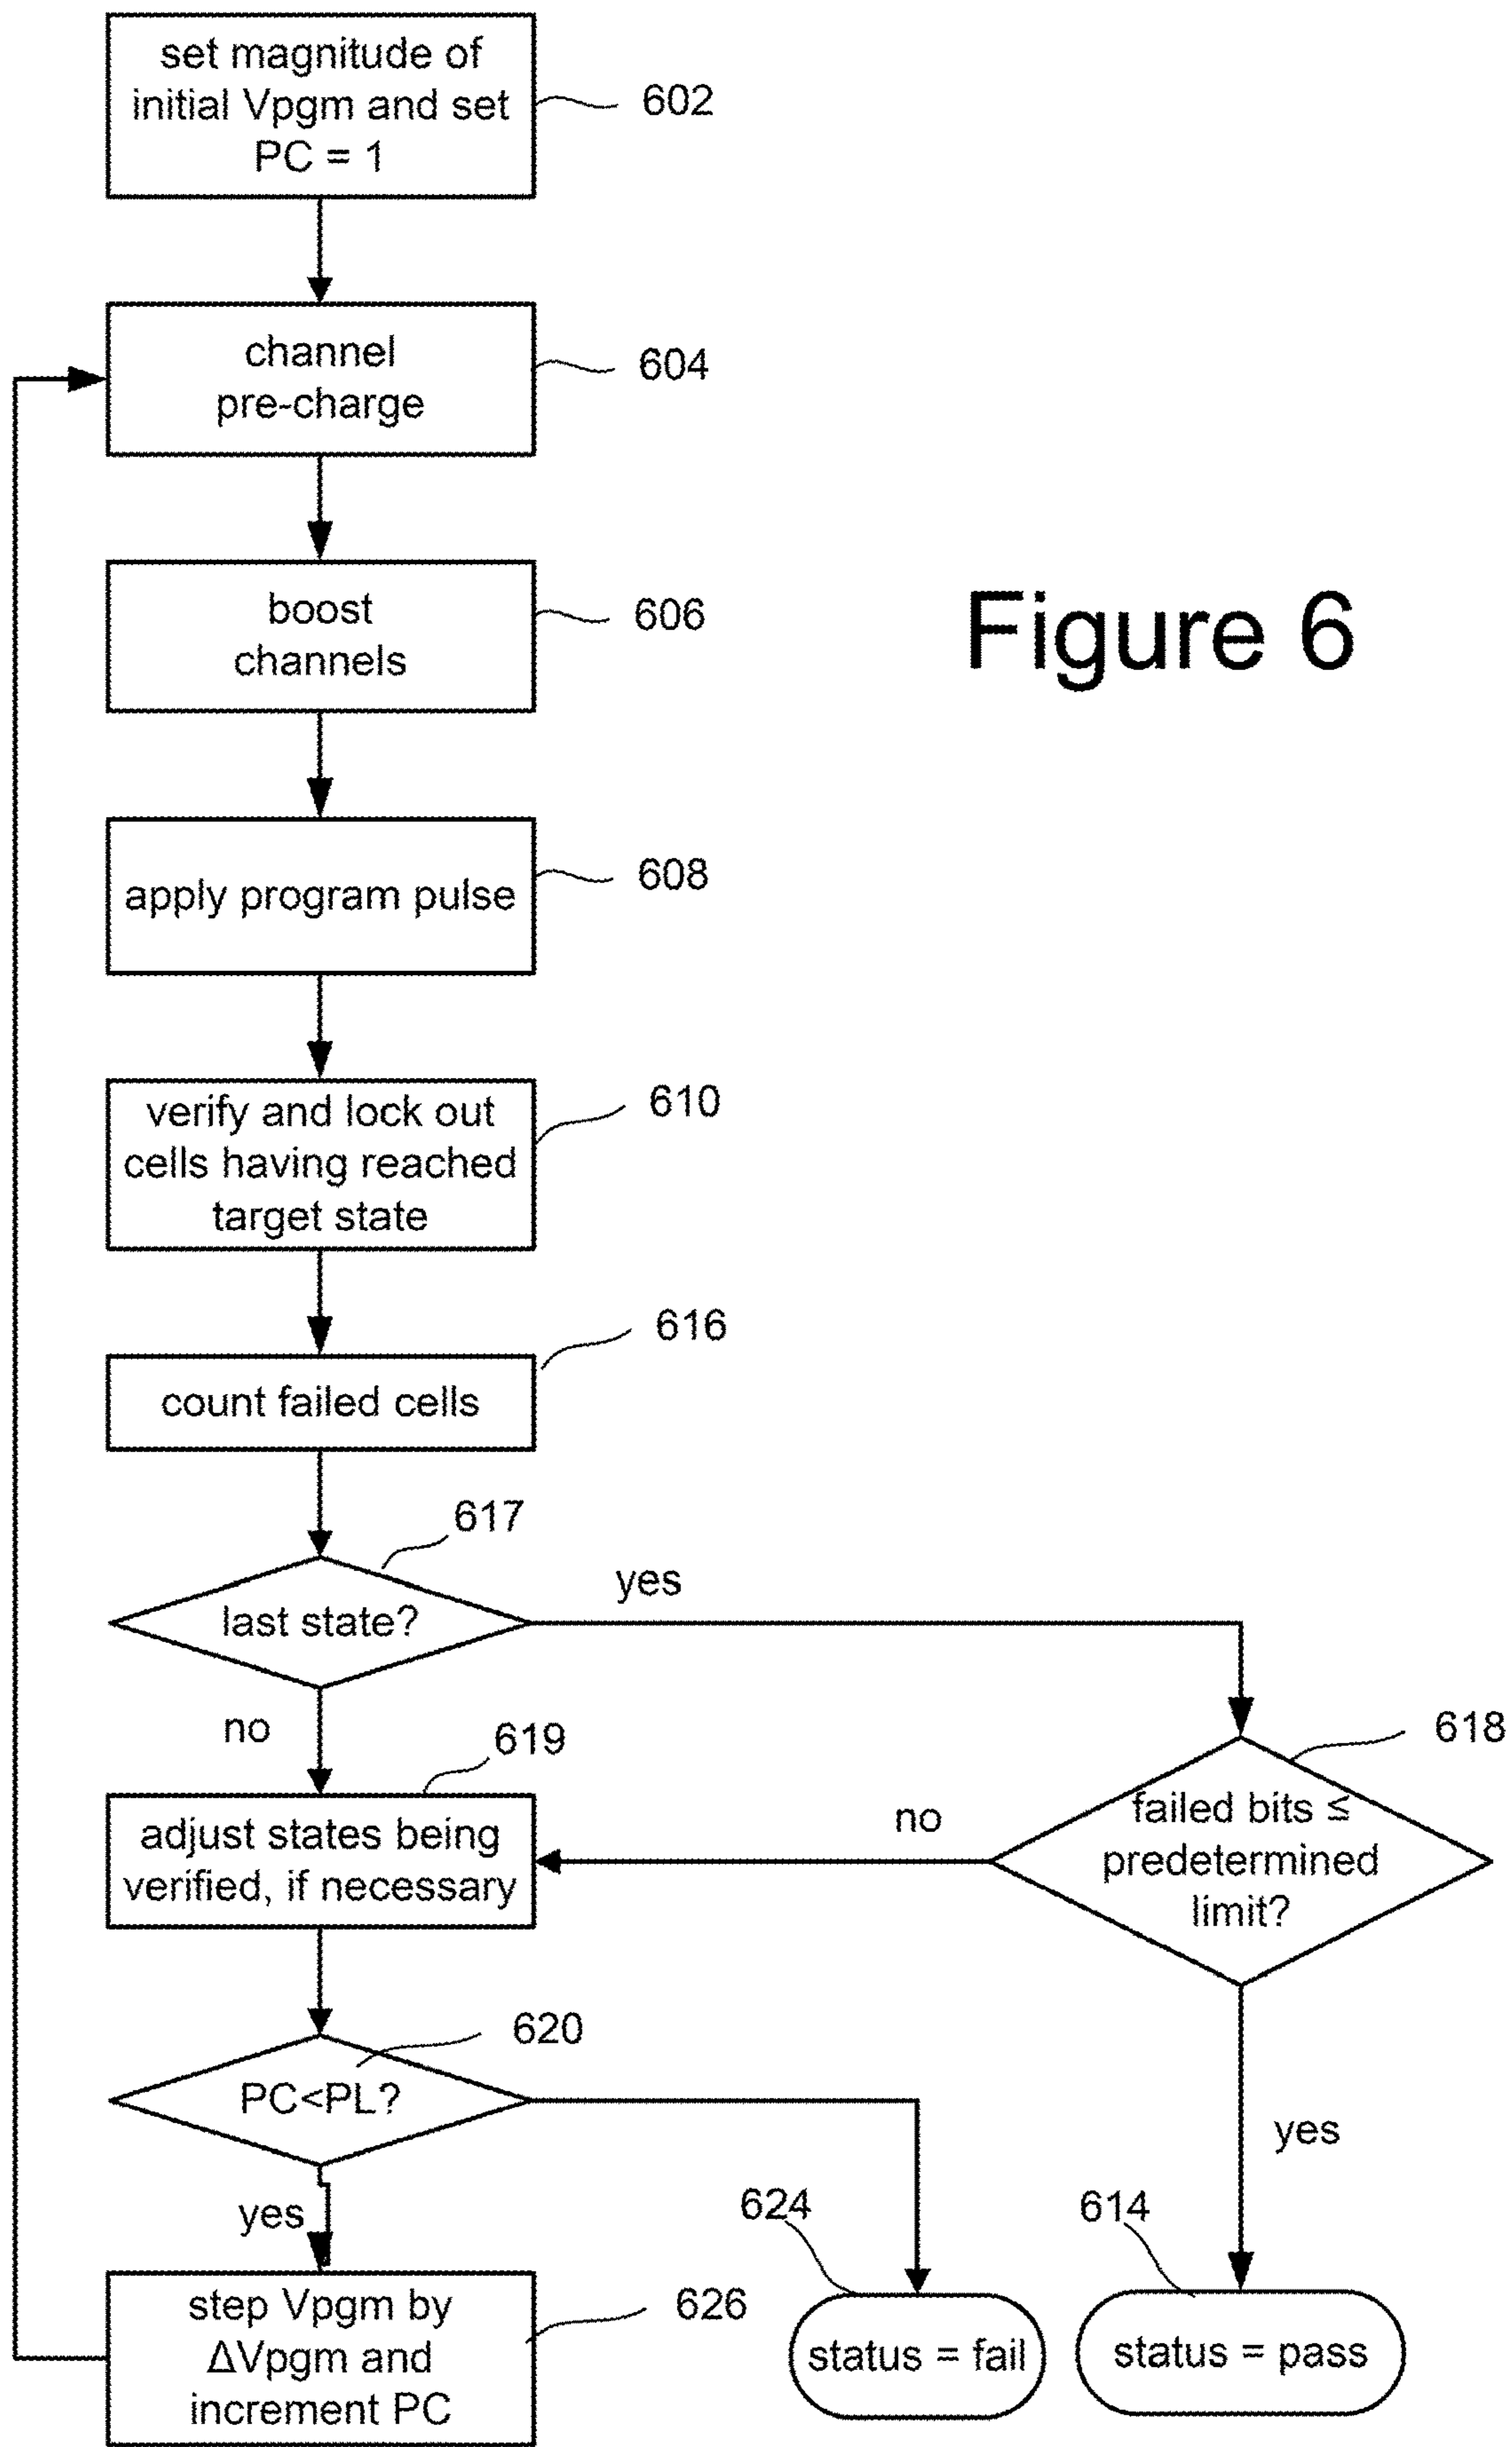 set magnitude of
initial Vpgm and set
PC = 1
602
channel
pre-charge
604
boost
channels
606
Figure 6
apply program pulse
608
verify and lock out
cells having reached
target state
610
count failed cells
616
last state?
617
yes
no
adjust states being
verified, if necessary
619
no
failed bits ≤
predetermined
limit?
618
PC<PL?
620
yes
yes
step Vpgm by
ΔVpgm and
increment PC
626
624
status = fail
614
status = pass